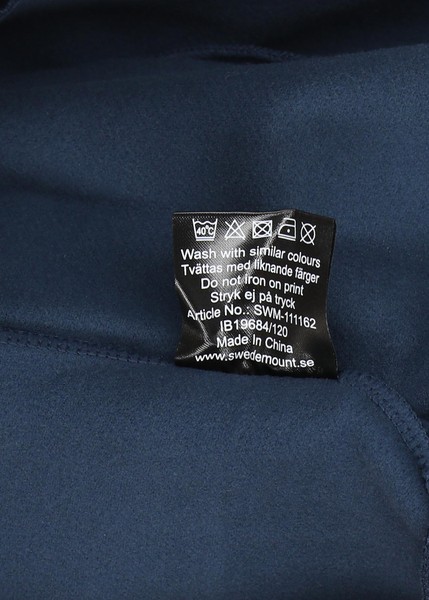 40°C
Wash with similar colours
Tvättas med liknande färger
Do not iron on print
Stryk ej på tryck
Article No.: SWM-111162
IB19684/120
Made In China
www.swedemount.se